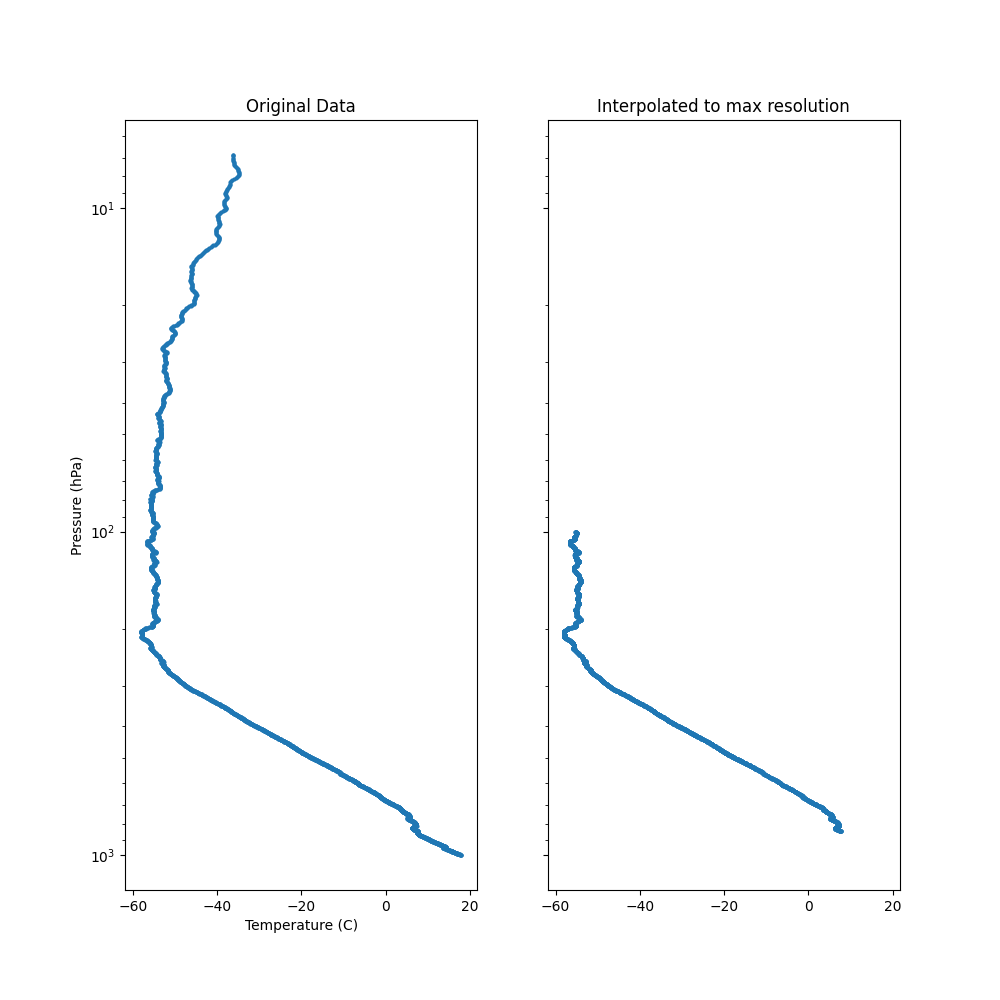 Original Data
Interpolated to max resolution
Pressure (hPa)
10¹
10²
10³
−60 −40 −20 0 20
−60 −40 −20 0 20
Temperature (C)